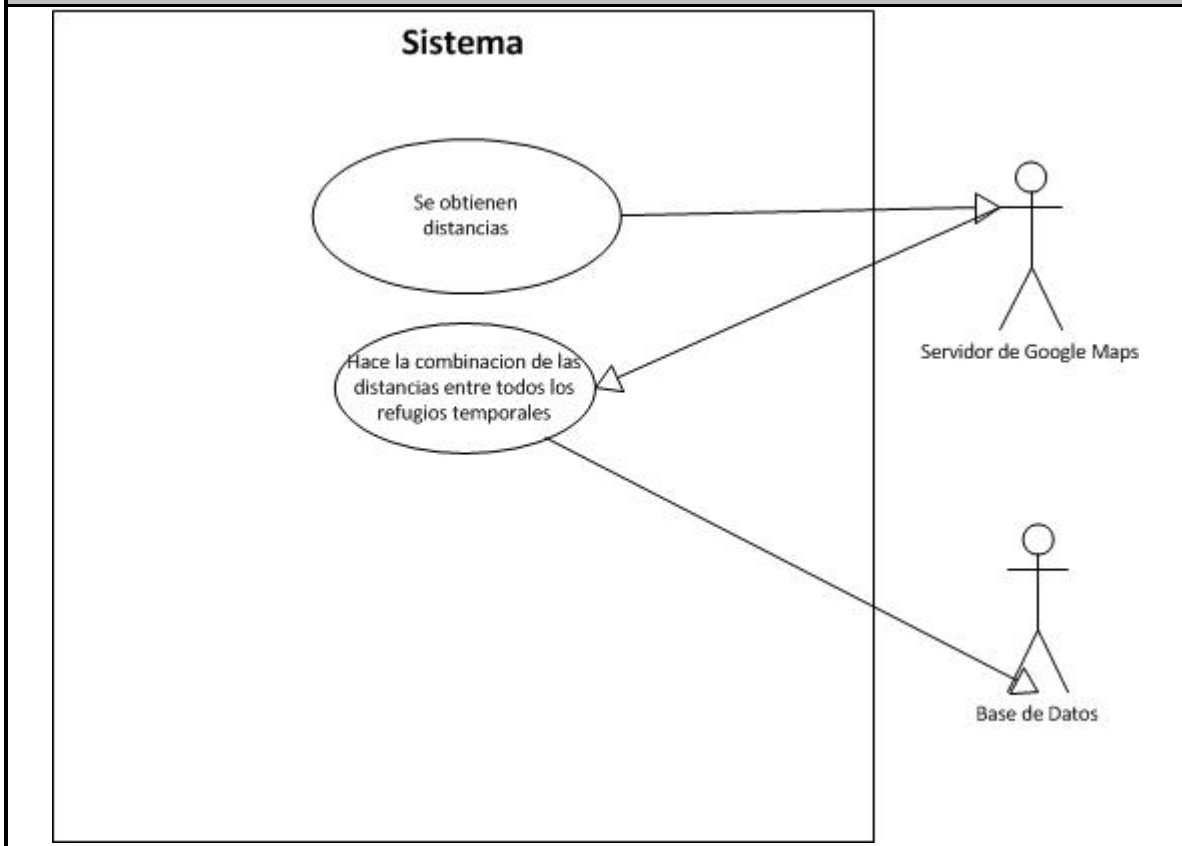 Sistema
Se obtienen
distancias
Hace la combinacion de las
distancias entre todos los
refugios temporales
Servidor de Google Maps
Base de Datos